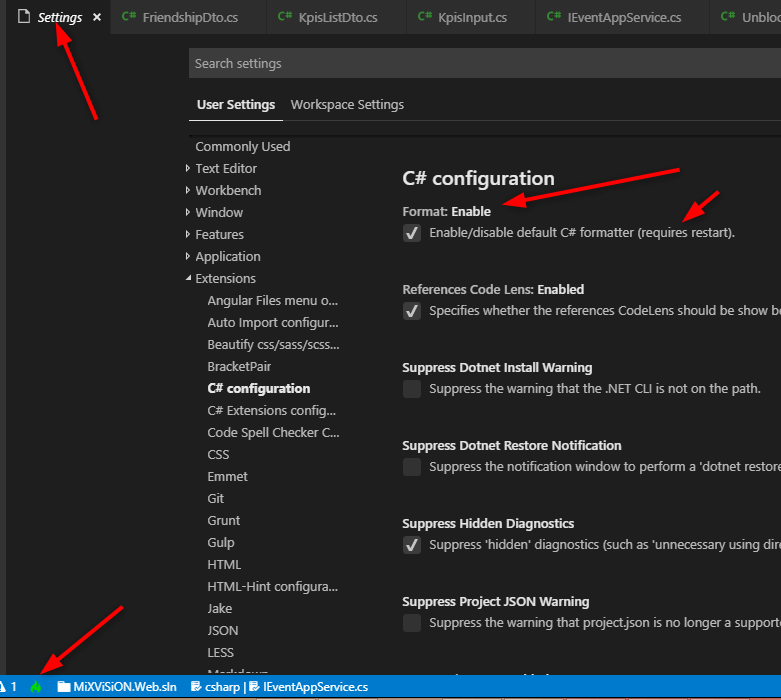 Settings × C# FriendshipDto.cs C# KpisListDto.cs C# KpisInput.cs C# IEventAppService.cs C# Unbloc
Search settings
User Settings Workspace Settings
Commonly Used
Text Editor
Workbench
Window
Features
Application
Extensions
Angular Files menu o...
Auto Import configur...
Beautify css/sass/scss...
BracketPair
C# configuration
C# Extensions config...
Code Spell Checker C...
CSS
Emmet
Git
Grunt
Gulp
HTML
HTML-Hint configura...
Jake
JSON
LESS
C# configuration
Format: Enable
Enable/disable default C# formatter (requires restart).
References Code Lens: Enabled
Specifies whether the references CodeLens should be show be
Suppress Dotnet Install Warning
Suppress the warning that the .NET CLI is not on the path.
Suppress Dotnet Restore Notification
Suppress the notification window to perform a 'dotnet restore
Suppress Hidden Diagnostics
Suppress 'hidden' diagnostics (such as 'unnecessary using dire
Suppress Project JSON Warning
Suppress the warning that project.json is no longer a supporte
1 MiXViSiON.Web.sln csharp | IEventAppService.cs